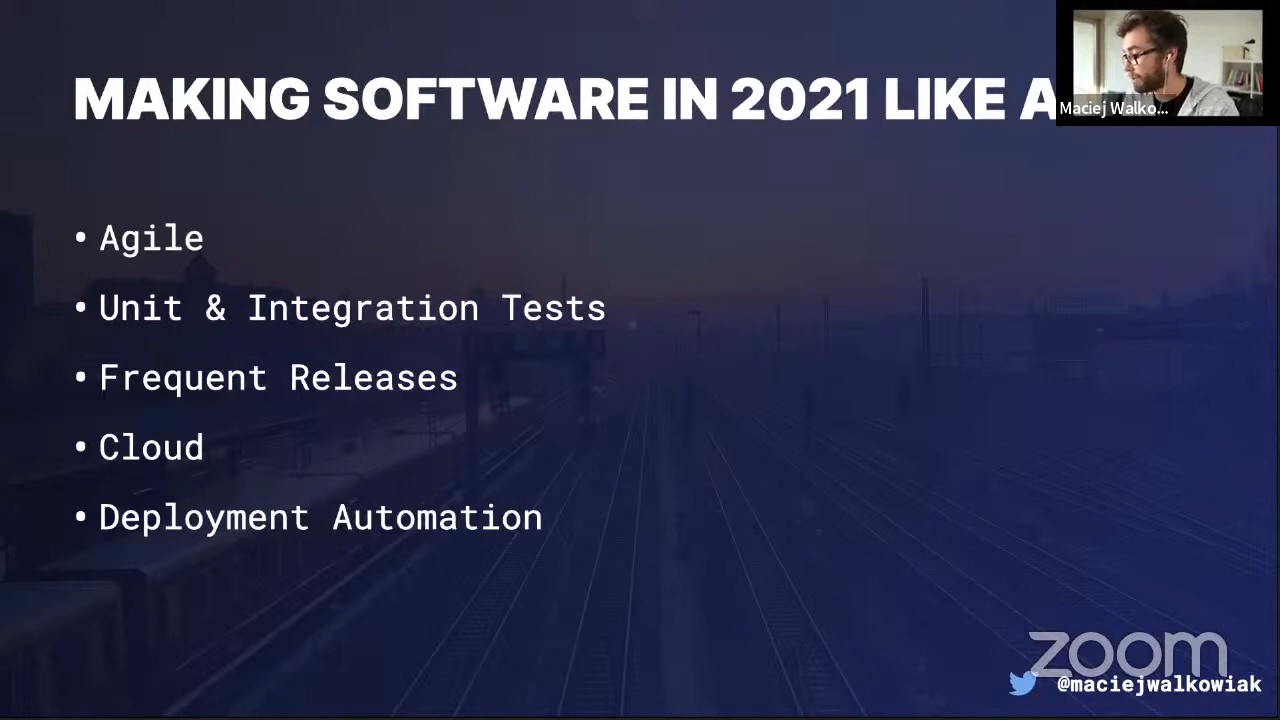 MAKING SOFTWARE IN 2021 LIKE A
Maciej Walko...
• Agile
• Unit & Integration Tests
• Frequent Releases
• Cloud
• Deployment Automation
zoom
@maciejwalkowiak